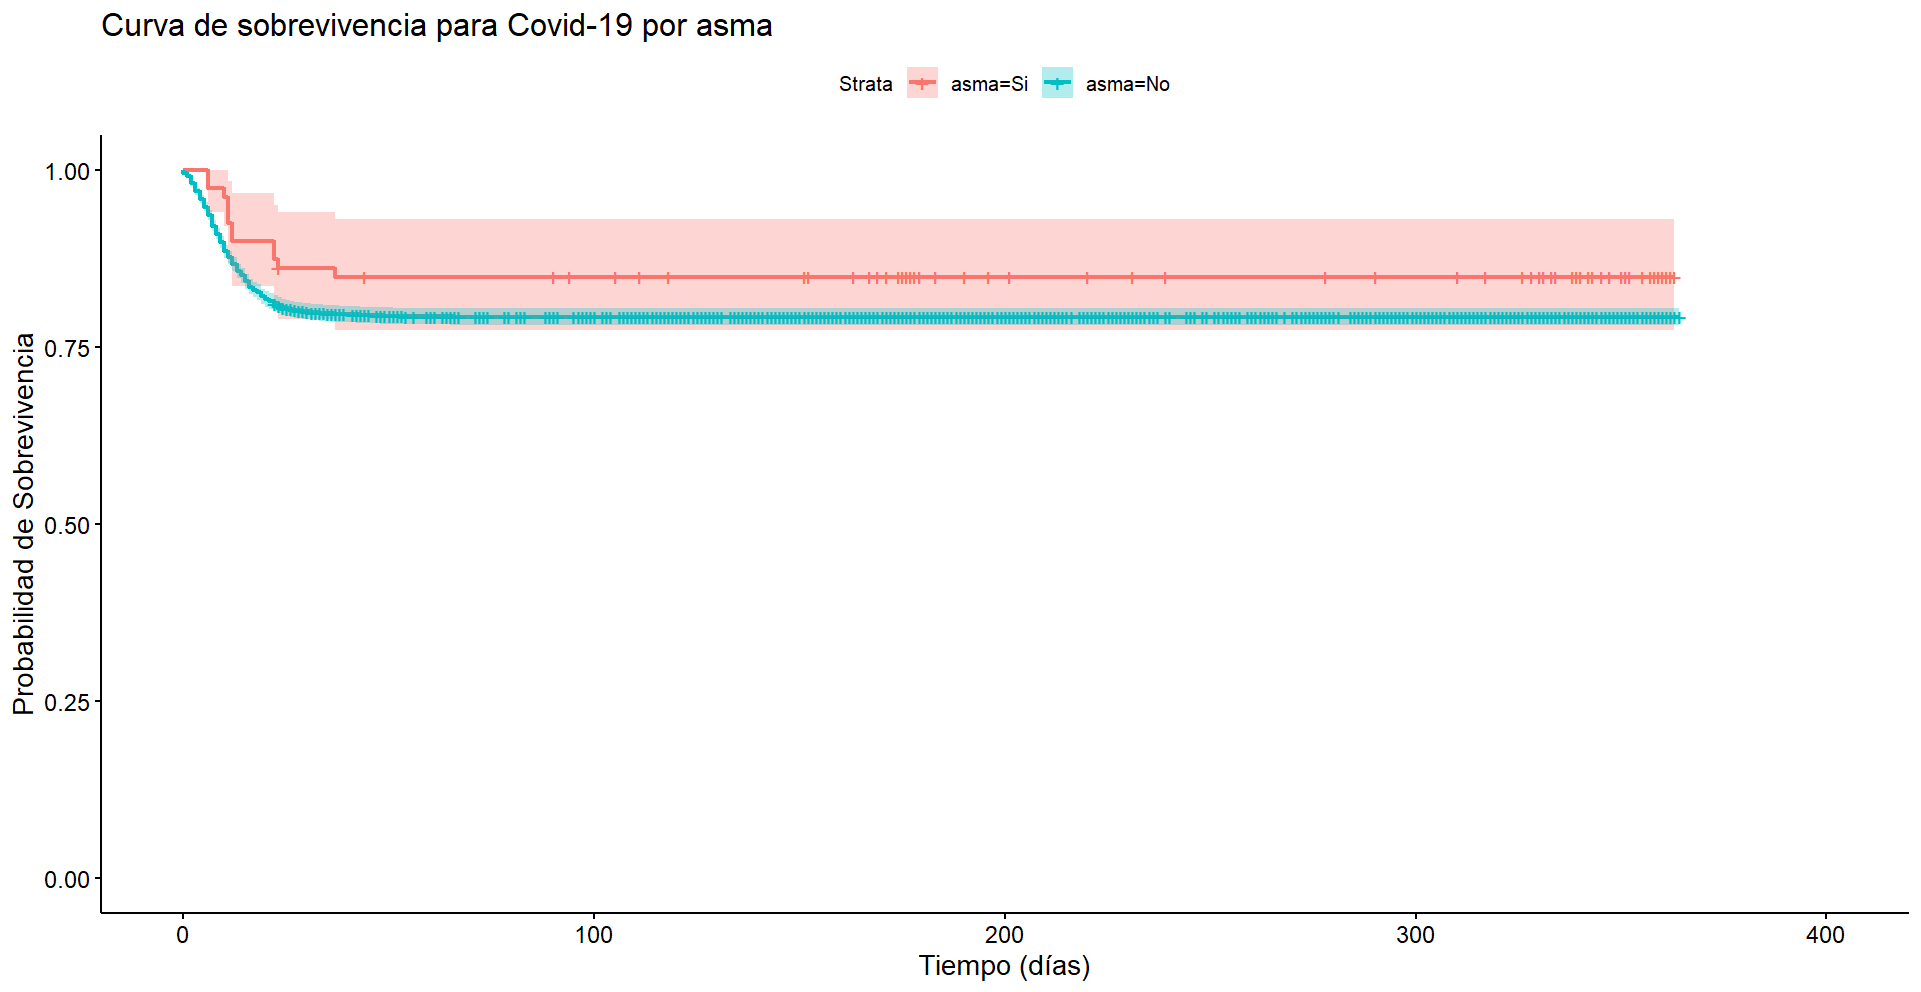 Curva de sobrevivencia para Covid-19 por asma
Strata asma=Si asma=No
Probabilidad de Sobrevivencia
1.00
0.75
0.50
0.25
0.00
0 100 200 300 400
Tiempo (días)